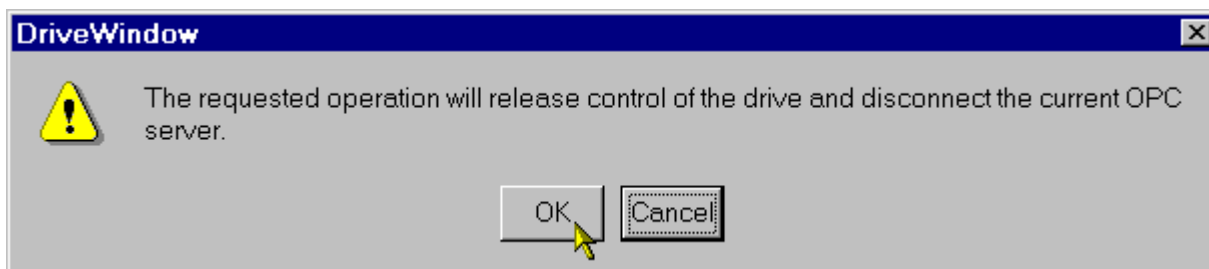 DriveWindow
The requested operation will release control of the drive and disconnect the current OPC
server.
OK
Cancel